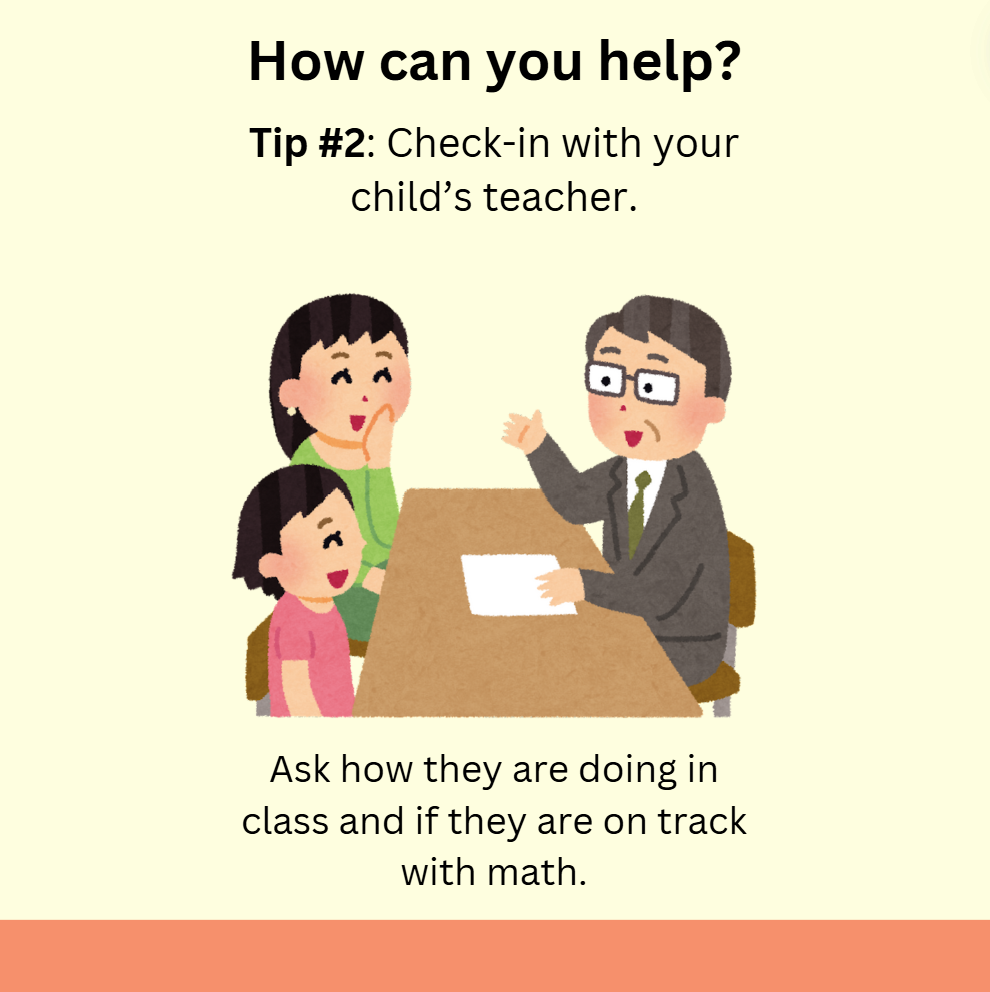 How can you help?
Tip #2: Check-in with your
child’s teacher.
Ask how they are doing in
class and if they are on track
with math.